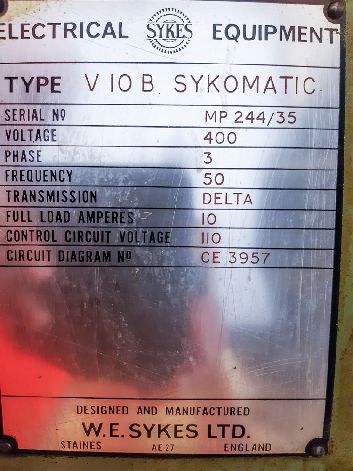 ELECTRICAL SYKES EQUIPMENT
TYPE V 10 B. SYKOMATIC
SERIAL Nº MP 244/35
VOLTAGE 400
PHASE 3
FREQUENCY 50
TRANSMISSION DELTA
FULL LOAD AMPERES 10
CONTROL CIRCUIT VOLTAGE 110
CIRCUIT DIAGRAM Nº CE 3957
DESIGNED AND MANUFACTURED
W.E. SYKES LTD.
STAINES AE 27 ENGLAND